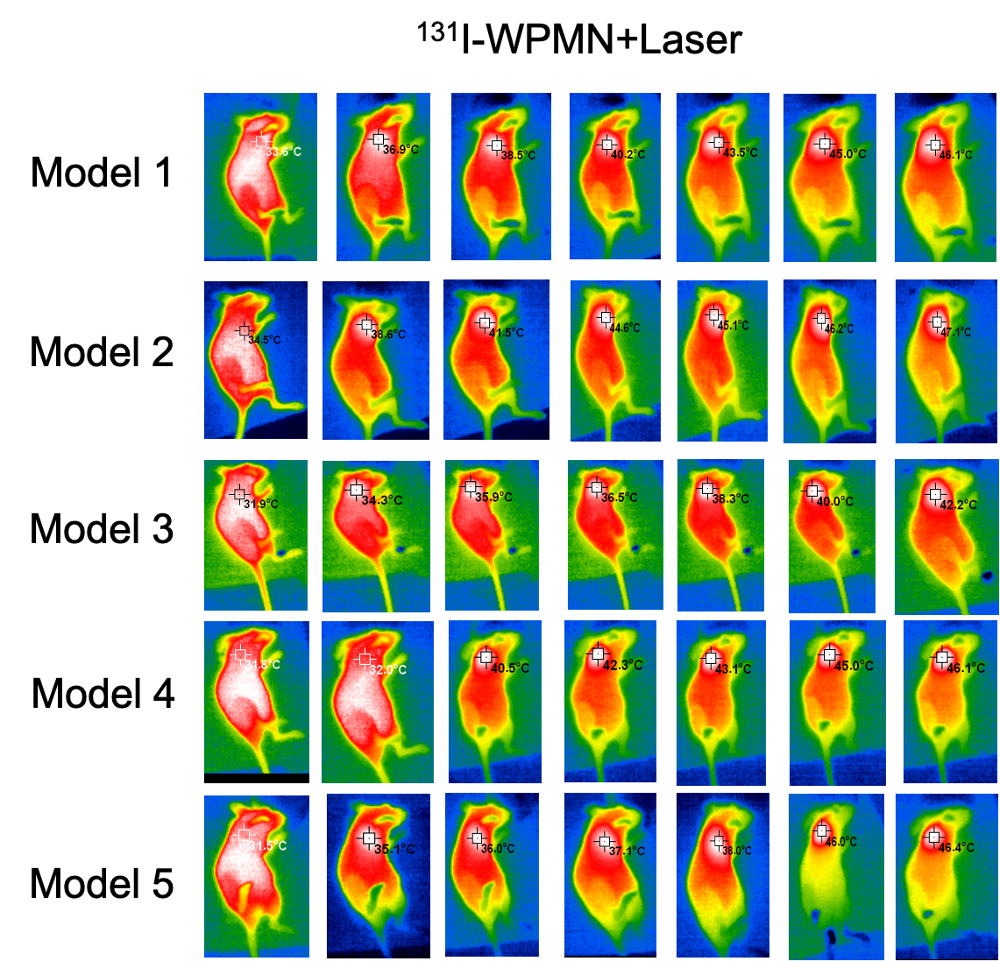 ¹³¹I-WPMN+Laser
Model 1
33.6°C 36.9°C 38.5°C 40.2°C 43.5°C 45.0°C 46.1°C
Model 2
34.5°C 38.6°C 41.5°C 44.6°C 45.1°C 46.2°C 47.1°C
Model 3
31.9°C 34.3°C 35.9°C 36.5°C 38.3°C 40.0°C 42.2°C
Model 4
31.8°C 32.0°C 40.5°C 42.3°C 43.1°C 45.0°C 46.1°C
Model 5
31.5°C 35.1°C 36.0°C 37.1°C 38.0°C 46.0°C 46.4°C